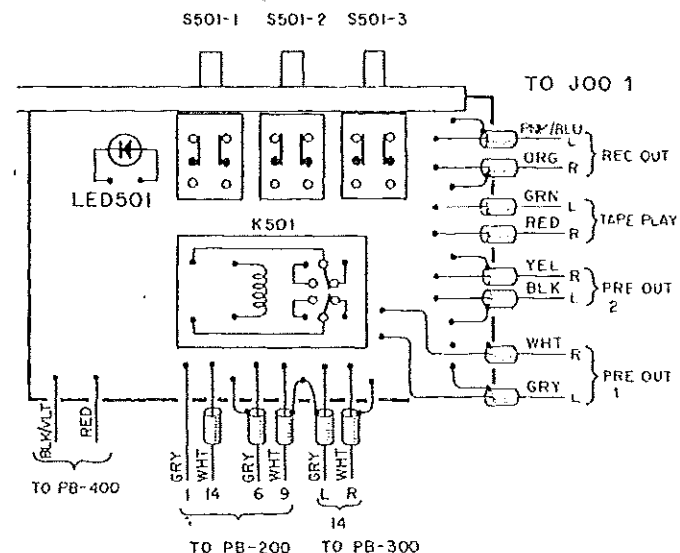 S501-1 S501-2 S501-3
TO JOO 1
PNK/BLU L
REC OUT
ORG R
LED501
GRN L
TAPE PLAY
RED R
K501
YEL R
PRE OUT
2
BLK L
WHT R
PRE OUT
1
GRY L
BLK/VLT
RED
GRY WHT GRY WHT GRY WHT
1 14 6 9 L R
TO PB-400
14
TO PB-200 TO PB-300